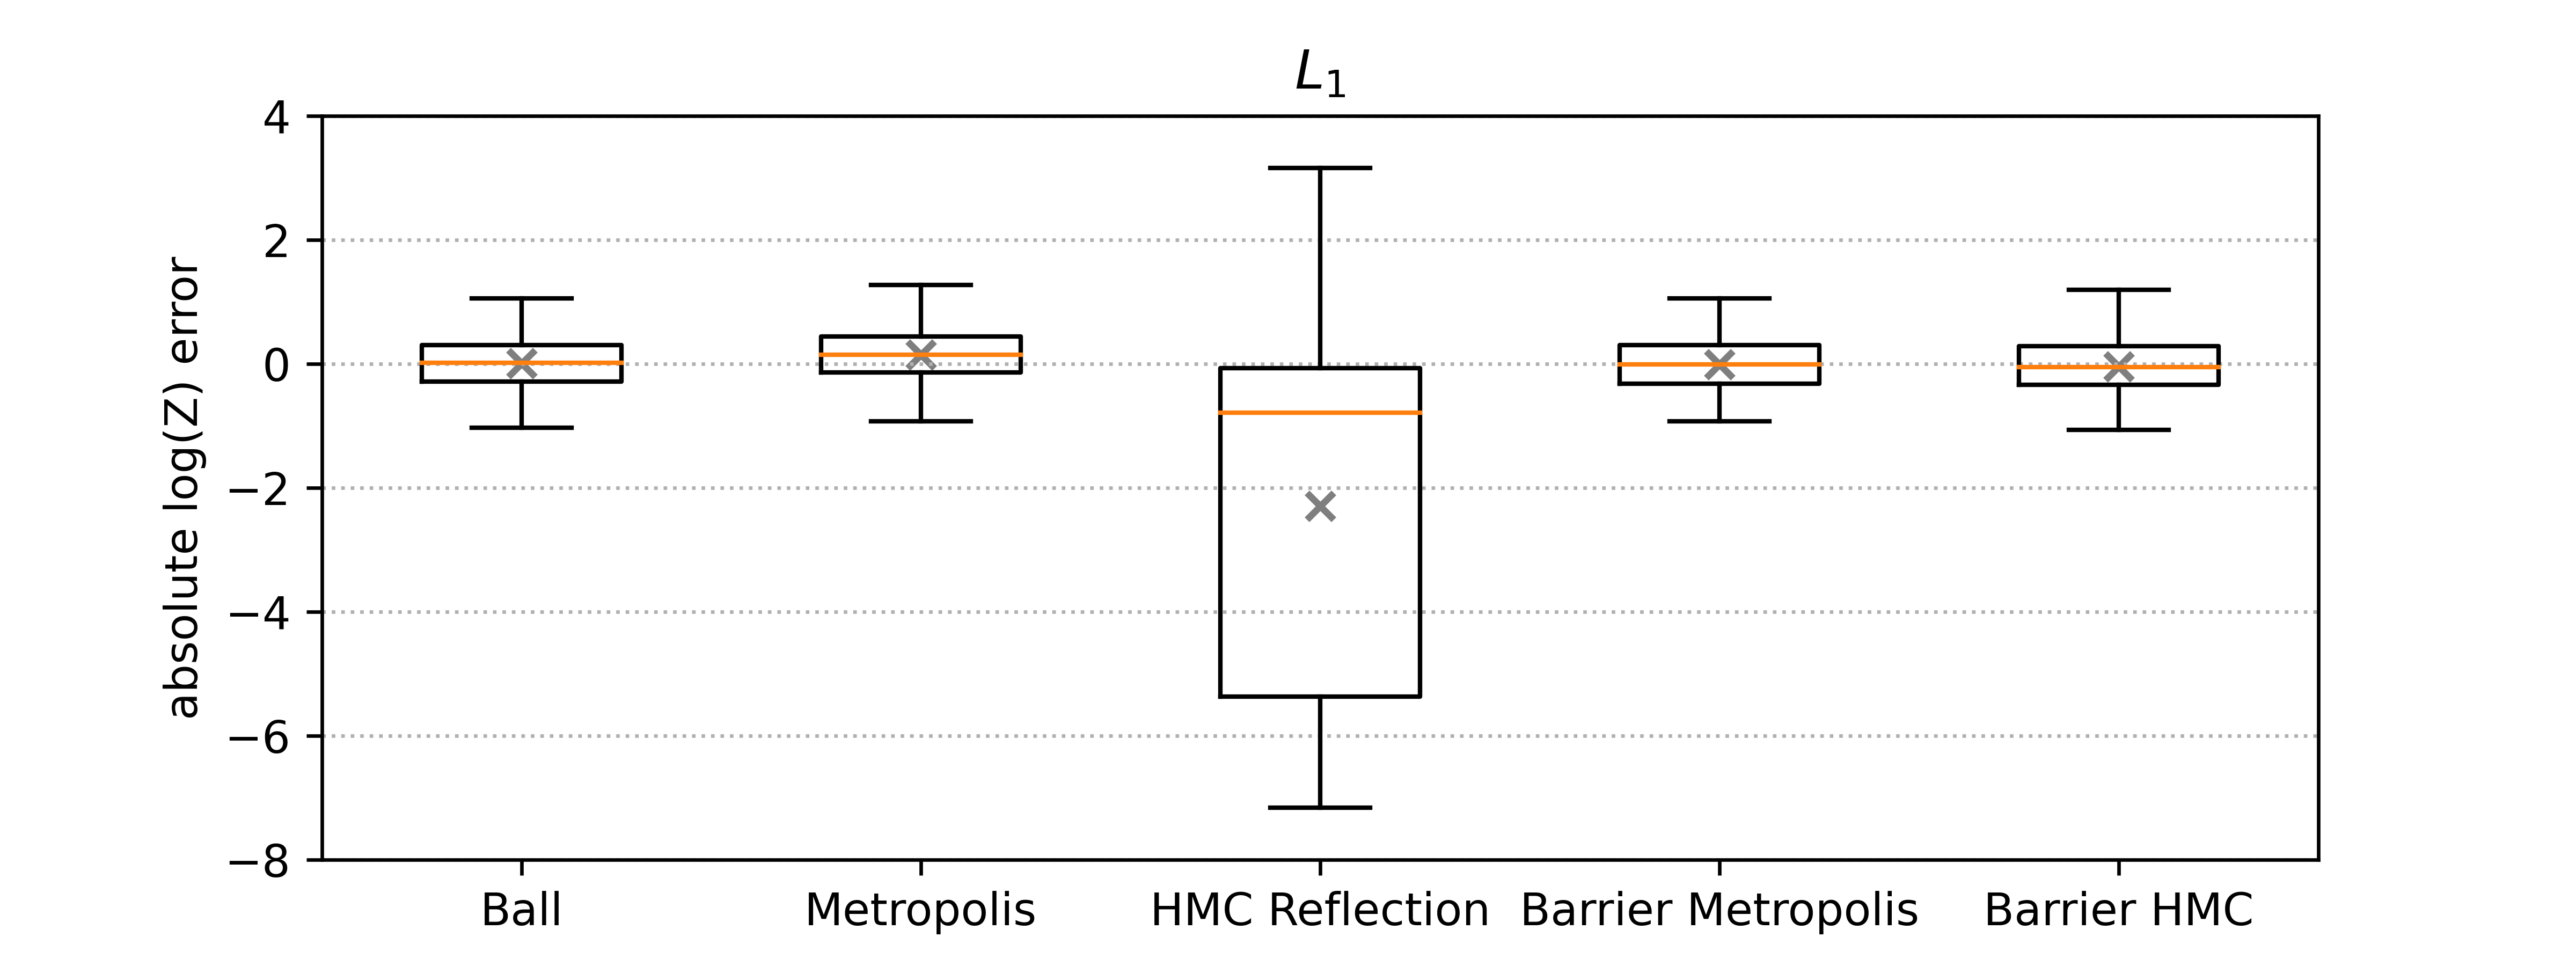 L₁
absolute log(Z) error
4
2
0
−2
−4
−6
−8
Ball Metropolis HMC Reflection Barrier Metropolis Barrier HMC